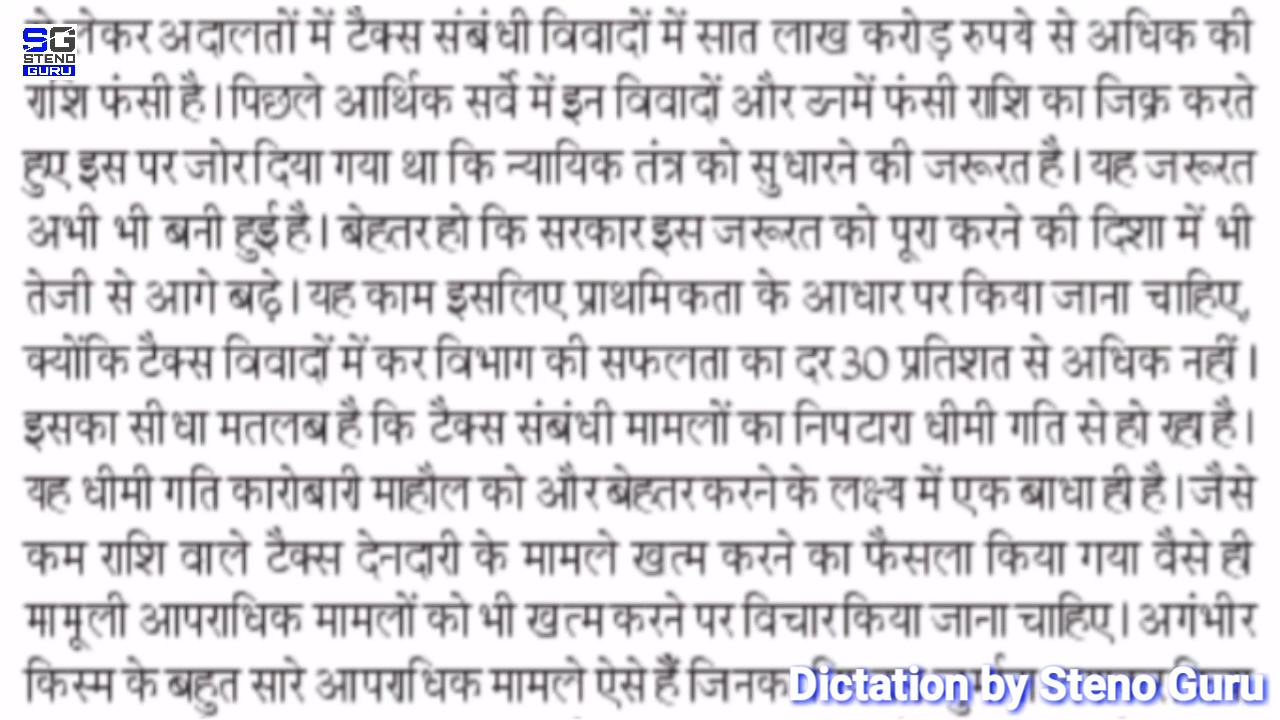 SG
STENO
GURU
लेकर अदालतों में टैक्स संबंधी विवादों में सात लाख करोड़ रुपये से अधिक की
राशि फंसी है। पिछले आर्थिक सर्वे में इन विवादों और उनमें फंसी राशि का जिक्र करते
हुए इस पर जोर दिया गया था कि न्यायिक तंत्र को सुधारने की जरूरत है। यह जरूरत
अभी भी बनी हुई है। बेहतर हो कि सरकार इस जरूरत को पूरा करने की दिशा में भी
तेजी से आगे बढ़े। यह काम इसलिए प्राथमिकता के आधार पर किया जाना चाहिए,
क्योंकि टैक्स विवादों में कर विभाग की सफलता का दर 30 प्रतिशत से अधिक नहीं।
इसका सीधा मतलब है कि टैक्स संबंधी मामलों का निपटारा धीमी गति से हो रहा है।
यह धीमी गति कारोबारी माहौल को और बेहतर करने के लक्ष्य में एक बाधा ही है। जैसे
कम राशि वाले टैक्स देनदारी के मामले खत्म करने का फैसला किया गया वैसे ही
मामूली आपराधिक मामलों को भी खत्म करने पर विचार किया जाना चाहिए। अगंभीर
किस्म के बहुत सारे आपराधिक मामले ऐसे हैं
Dictation by Steno Guru